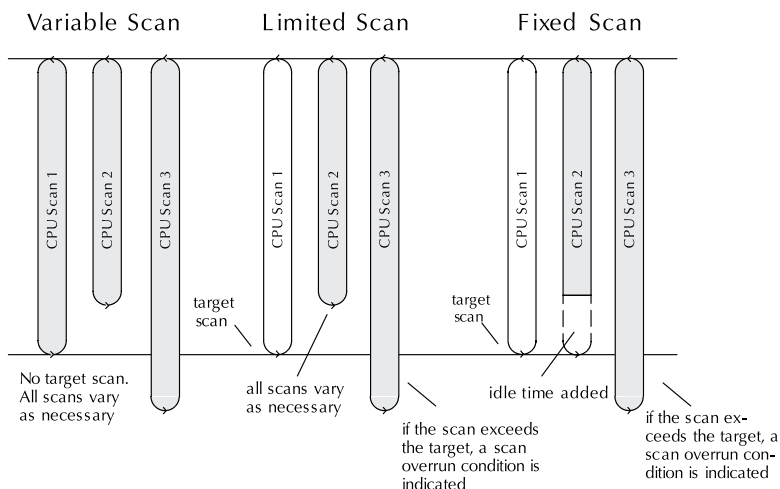 Variable Scan
Limited Scan
Fixed Scan
CPU Scan 1
CPU Scan 2
CPU Scan 3
CPU Scan 1
CPU Scan 2
CPU Scan 3
CPU Scan 1
CPU Scan 2
CPU Scan 3
target
scan
target
scan
No target scan.
All scans vary
as necessary
all scans vary
as necessary
if the scan exceeds
the target, a scan
overrun condition is
indicated
idle time added
if the scan ex-
ceeds the target, a
scan overrun con-
dition is indicated